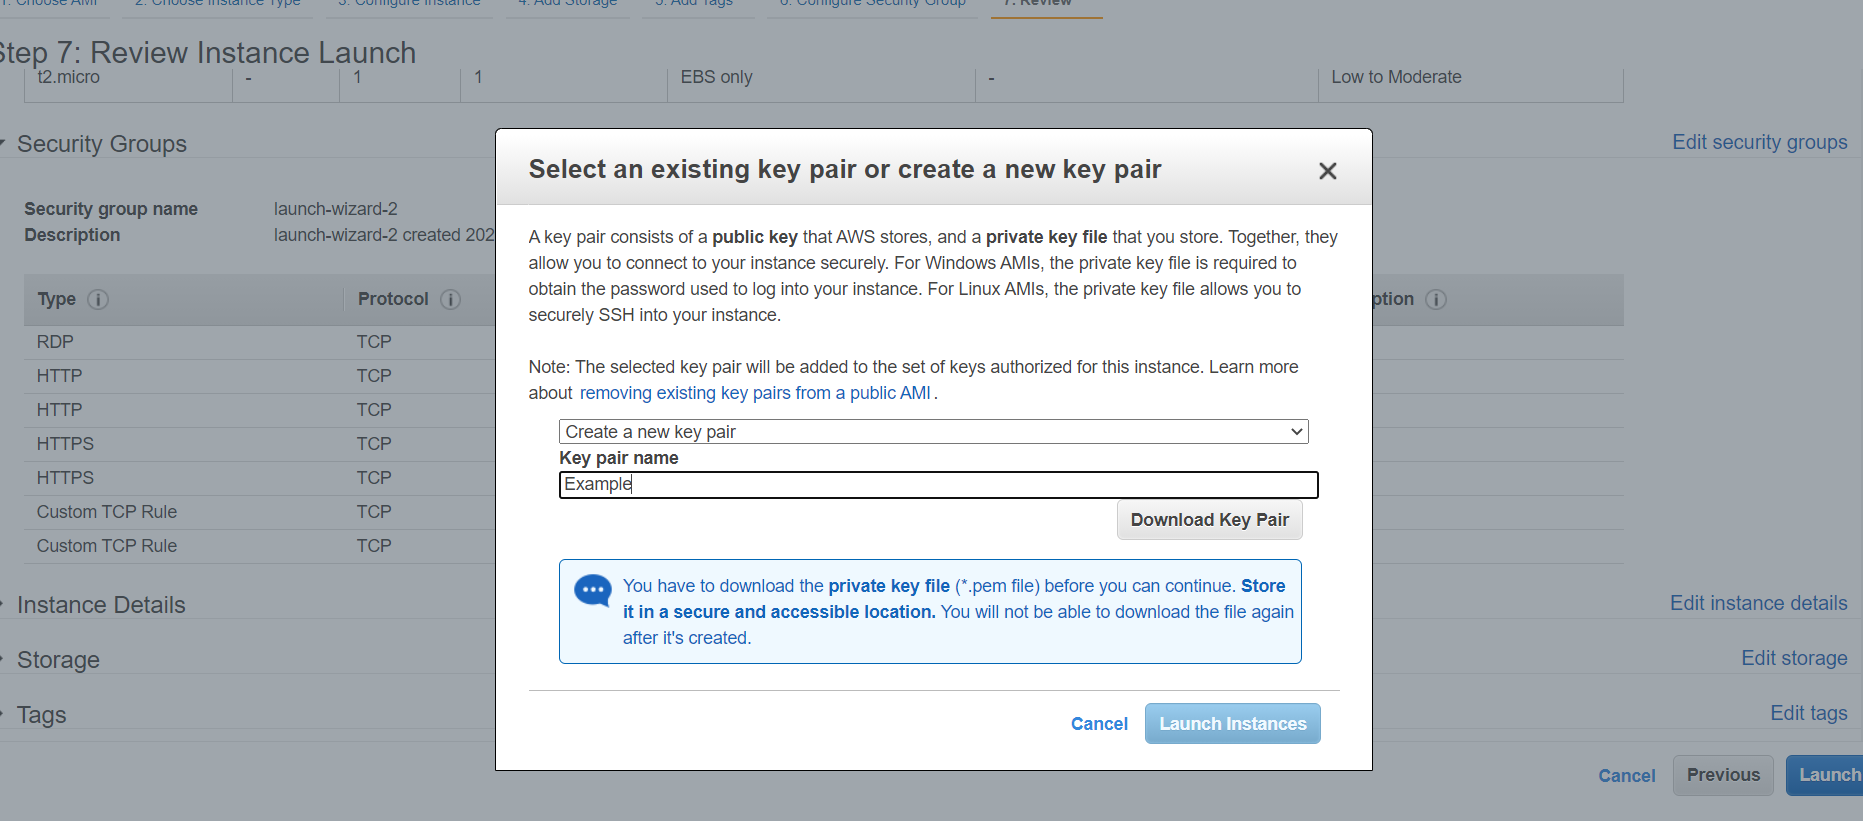 1. Choose AMI 2. Choose Instance Type 3. Configure Instance 4. Add Storage 5. Add Tags 6. Configure Security Group 7. Review
Step 7: Review Instance Launch
t2.micro - 1 1 EBS only - Low to Moderate
Security Groups Edit security groups
Security group name launch-wizard-2
Description launch-wizard-2 created 202
Type i Protocol i ption i
RDP TCP
HTTP TCP
HTTP TCP
HTTPS TCP
HTTPS TCP
Custom TCP Rule TCP
Custom TCP Rule TCP
Instance Details Edit instance details
Storage Edit storage
Tags Edit tags
Cancel Previous Launch
Select an existing key pair or create a new key pair
A key pair consists of a public key that AWS stores, and a private key file that you store. Together, they
allow you to connect to your instance securely. For Windows AMIs, the private key file is required to
obtain the password used to log into your instance. For Linux AMIs, the private key file allows you to
securely SSH into your instance.
Note: The selected key pair will be added to the set of keys authorized for this instance. Learn more
about removing existing key pairs from a public AMI .
Create a new key pair
Key pair name
Example
Download Key Pair
You have to download the private key file (*.pem file) before you can continue. Store
it in a secure and accessible location. You will not be able to download the file again
after it's created.
Cancel Launch Instances